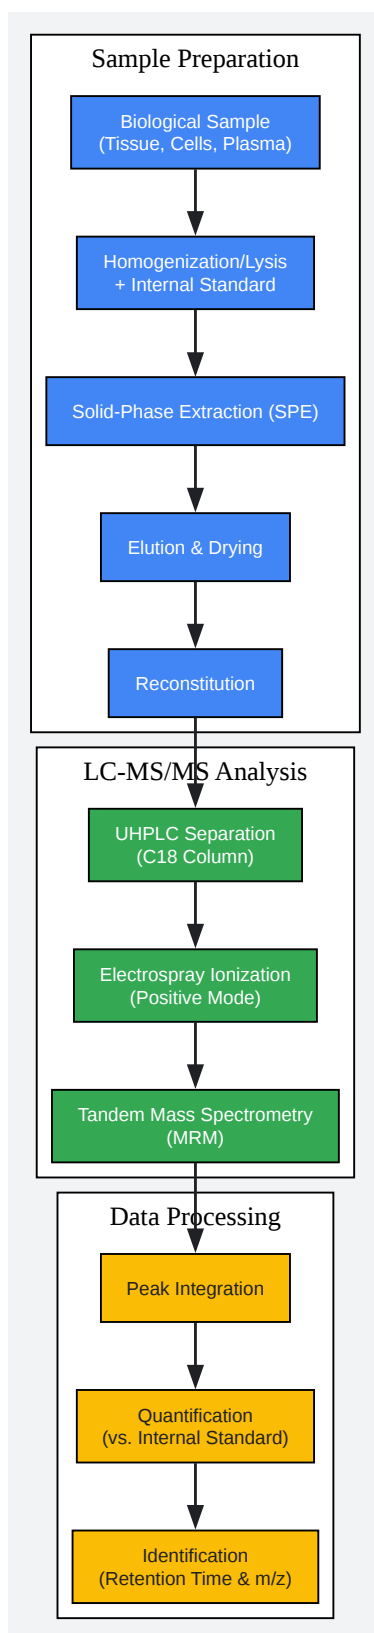 Sample Preparation
Biological Sample
(Tissue, Cells, Plasma)
Homogenization/Lysis
+ Internal Standard
Solid-Phase Extraction (SPE)
Elution & Drying
Reconstitution
LC-MS/MS Analysis
UHPLC Separation
(C18 Column)
Electrospray Ionization
(Positive Mode)
Tandem Mass Spectrometry
(MRM)
Data Processing
Peak Integration
Quantification
(vs. Internal Standard)
Identification
(Retention Time & m/z)